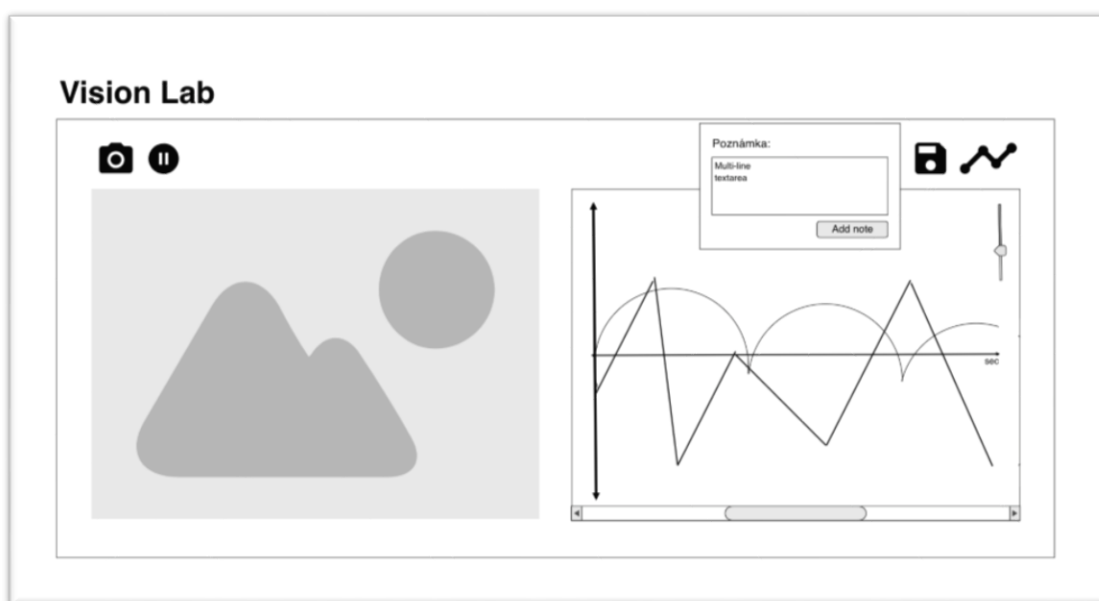 Vision Lab
Poznámka:
Multi-line
textarea
Add note
sec